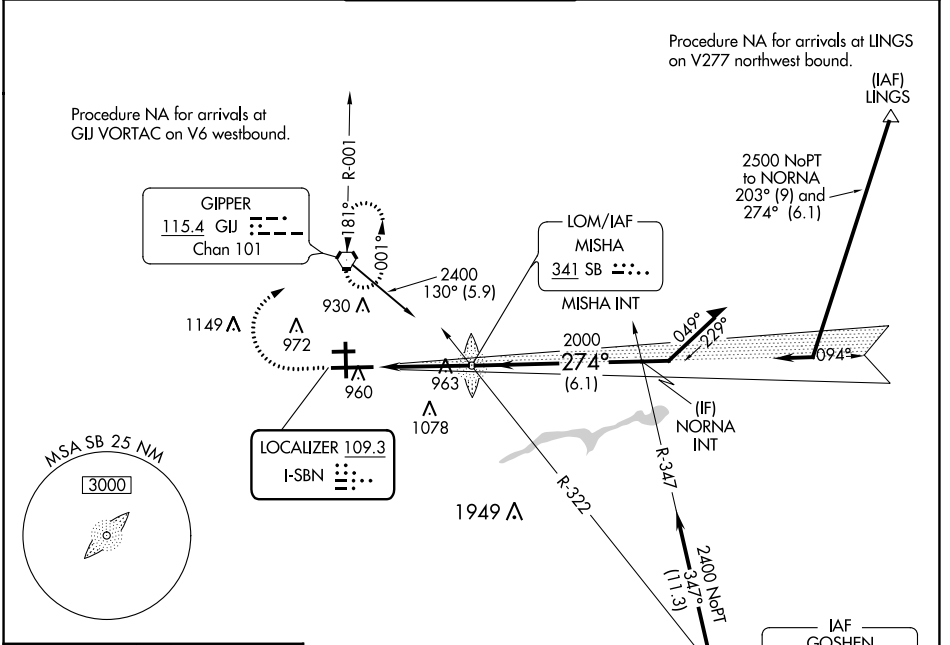 Procedure NA for arrivals at LINGS
on V277 northwest bound.
(IAF)
LINGS
Procedure NA for arrivals at
GIJ VORTAC on V6 westbound.
R-001
181°
001°
2500 NoPT
to NORNA
203° (9) and
274° (6.1)
GIPPER
115.4 GIJ
Chan 101
LOM/IAF
MISHA
341 SB
MISHA INT
2400
130° (5.9)
930
1149
972
049°
229°
2000
274°
(6.1)
094°
963
960
1078
(IF)
NORNA
INT
LOCALIZER 109.3
I-SBN
R-347
R-322
MSA SB 25 NM
3000
1949
2400 NoPT
347°
(11.3)
IAF
GOSHEN